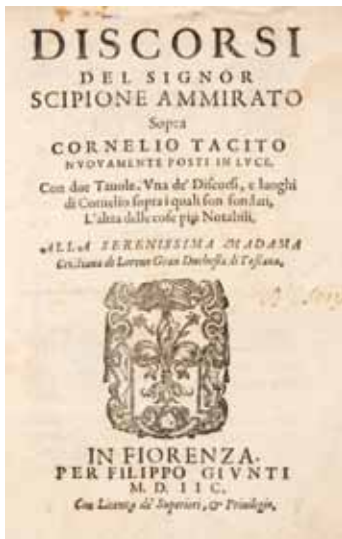 DISCORSI
DEL SIGNOR
SCIPIONE AMMIRATO
Sopra
CORNELIO TACITO
NVOVAMENTE POSTI IN LVCE.
Con due Tauole. Vna de' Discorsi, e luoghi
di Cornelio sopra i quali son fondati,
L'altra delle cose più Notabili.
ALLA SERENISSIMA MADAMA
Cristiana di Loreno Gran Duchessa di Toscana.
IN FIORENZA.
PER FILIPPO GIVNTI
M. D. IIC.
Con Licenza de' Superiori, & Priuilegio.